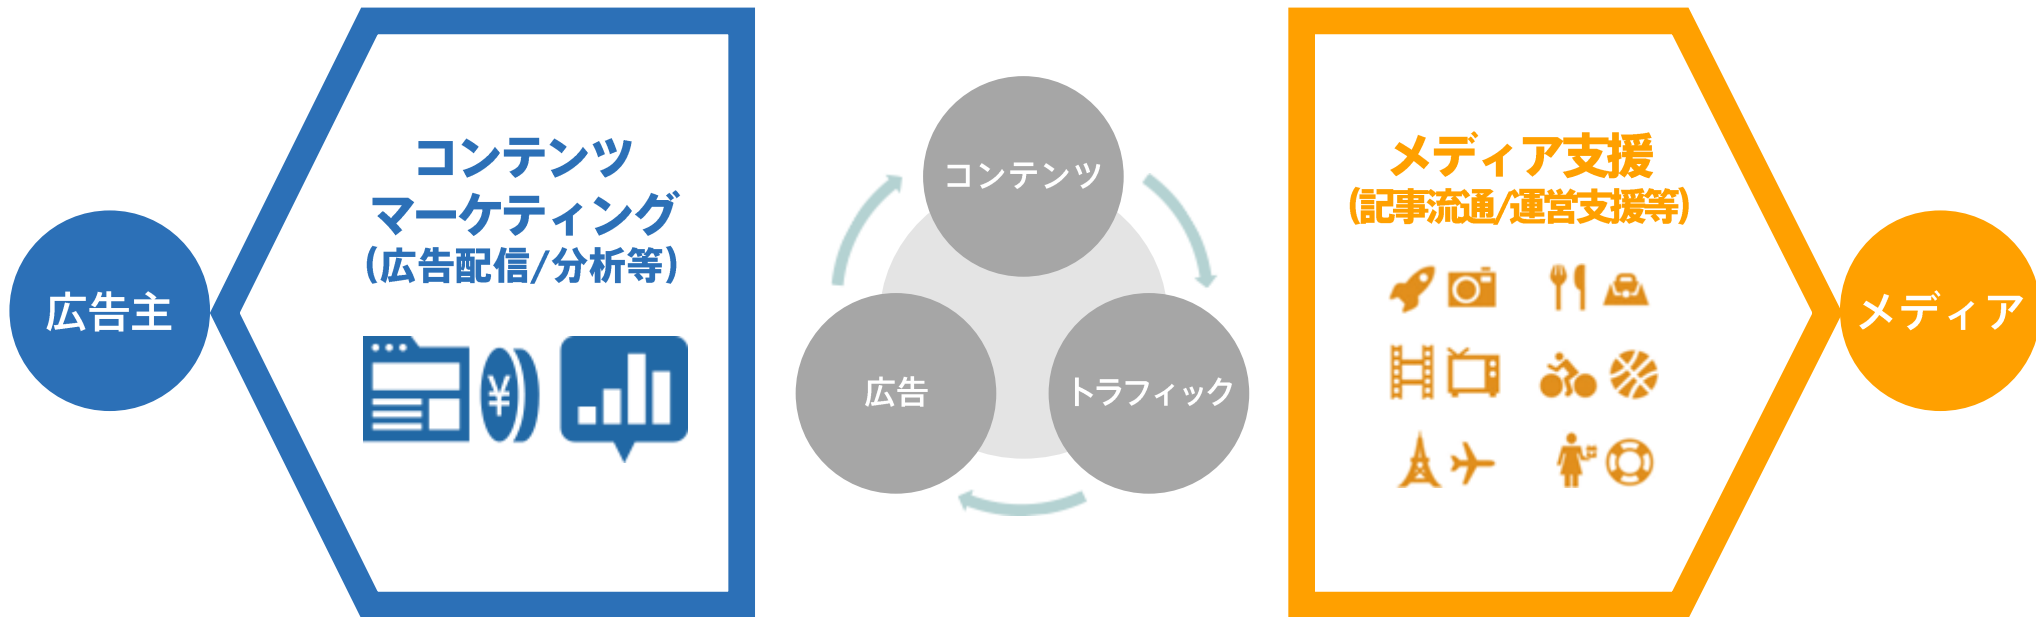 広告主
コンテンツ
マーケティング
(広告配信/分析等)
¥
コンテンツ
広告
トラフィック
メディア支援
(記事流通/運営支援等)
メディア